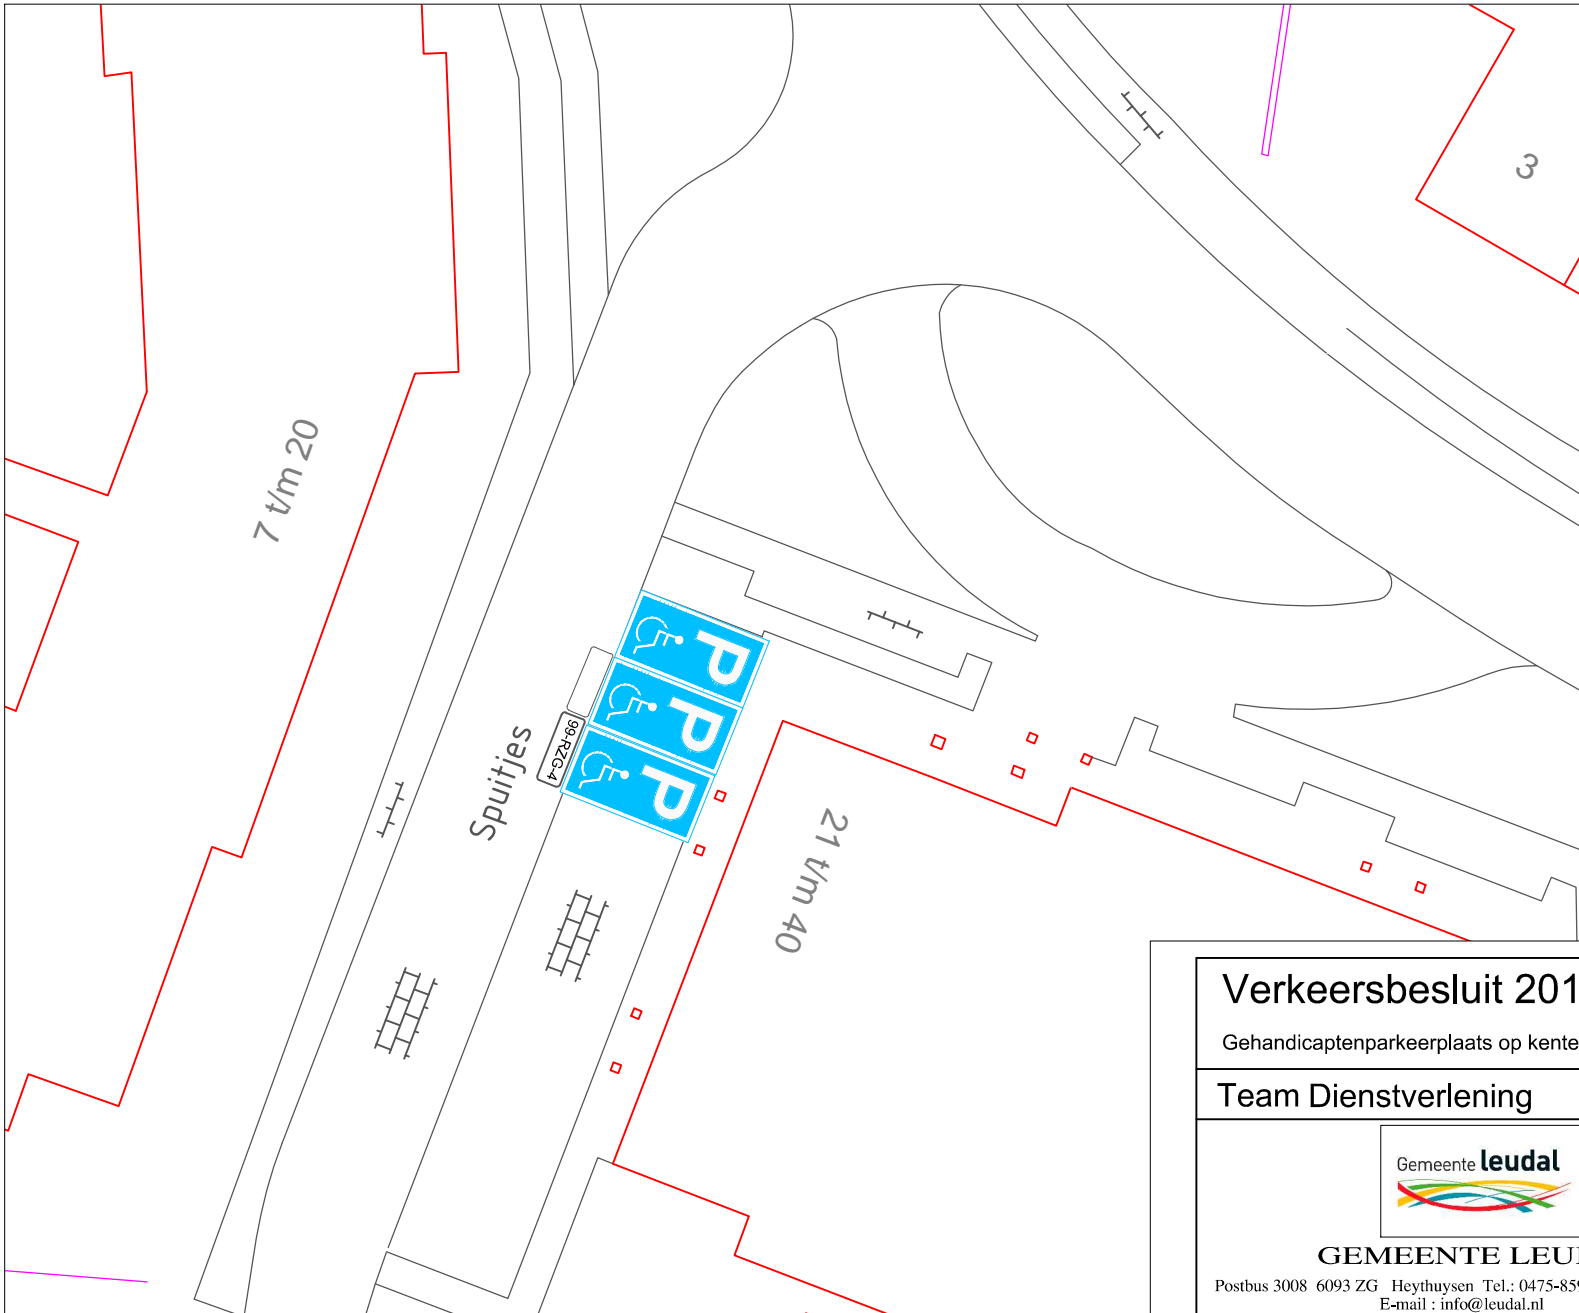 3
7 t/m 20
P
P
P
99-RZG-4
Spuitjes
21 t/m 40
Verkeersbesluit 201
Gehandicaptenparkeerplaats op kente
Team Dienstverlening
Gemeente leudal
GEMEENTE LEU
Postbus 3008 6093 ZG Heythuysen Tel.: 0475-859
E-mail : info@leudal.nl